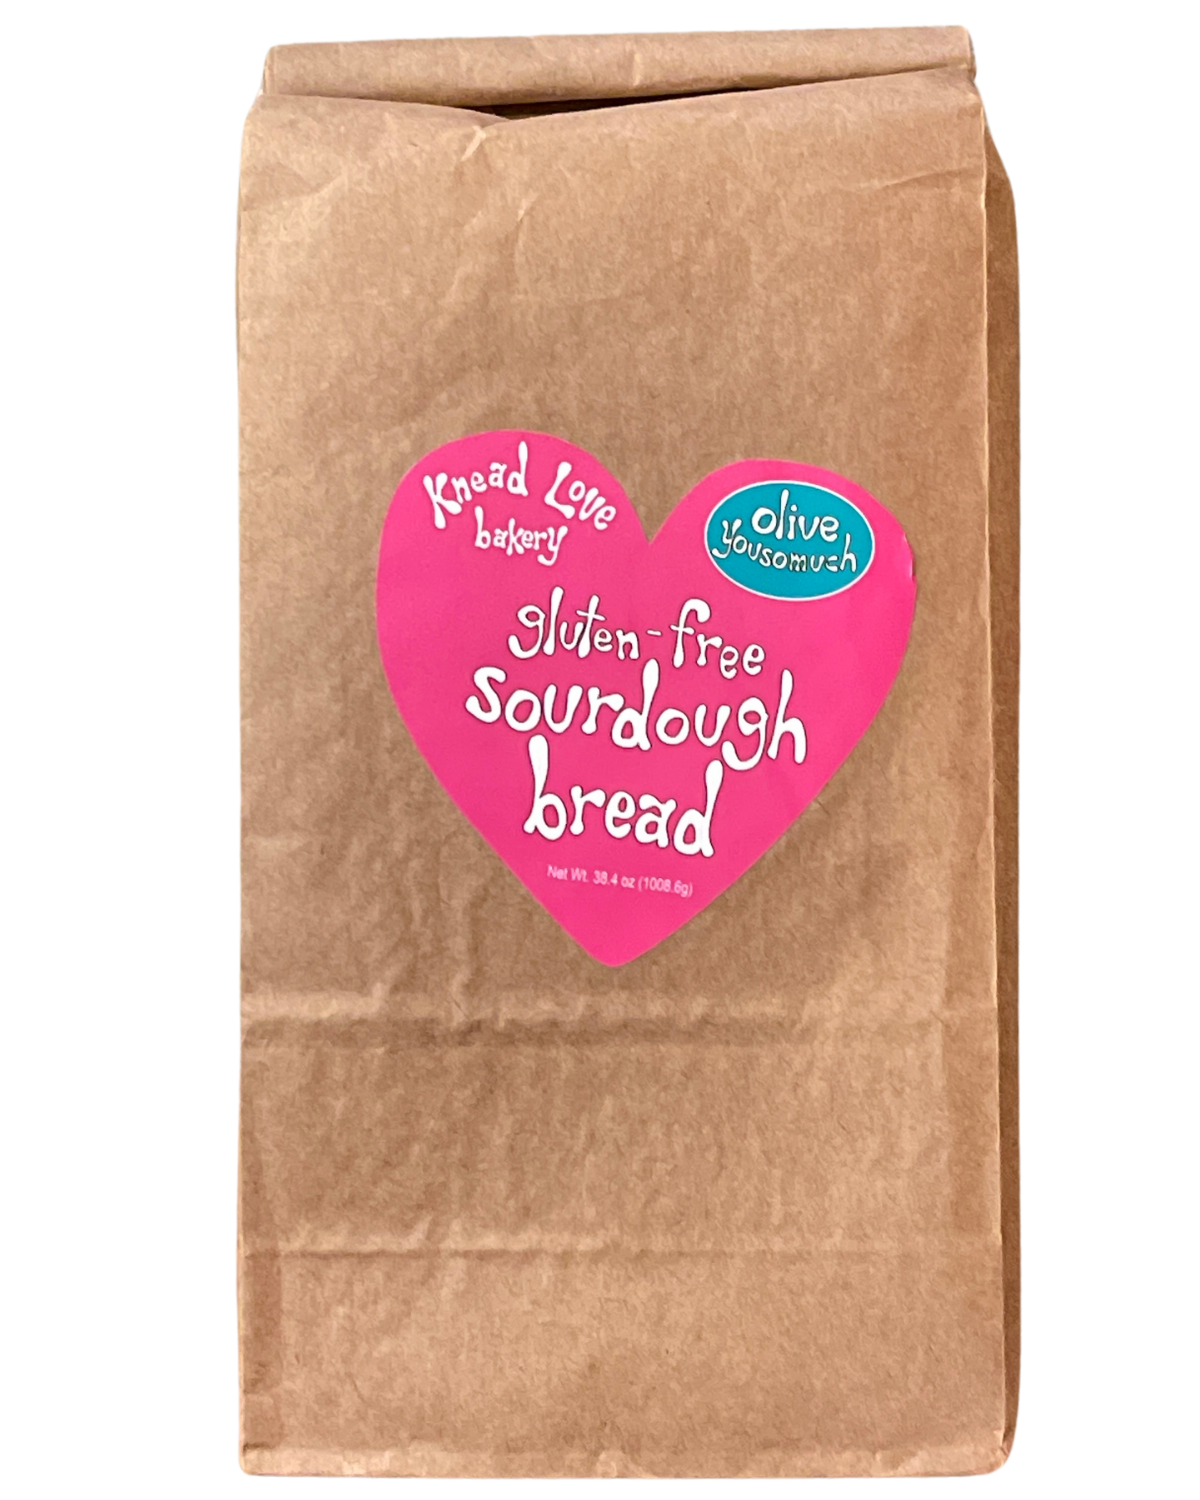 Knead Love
bakery
olive
yousomuch
gluten-free
sourdough
bread
Net Wt. 38.4 oz (1008.6g)